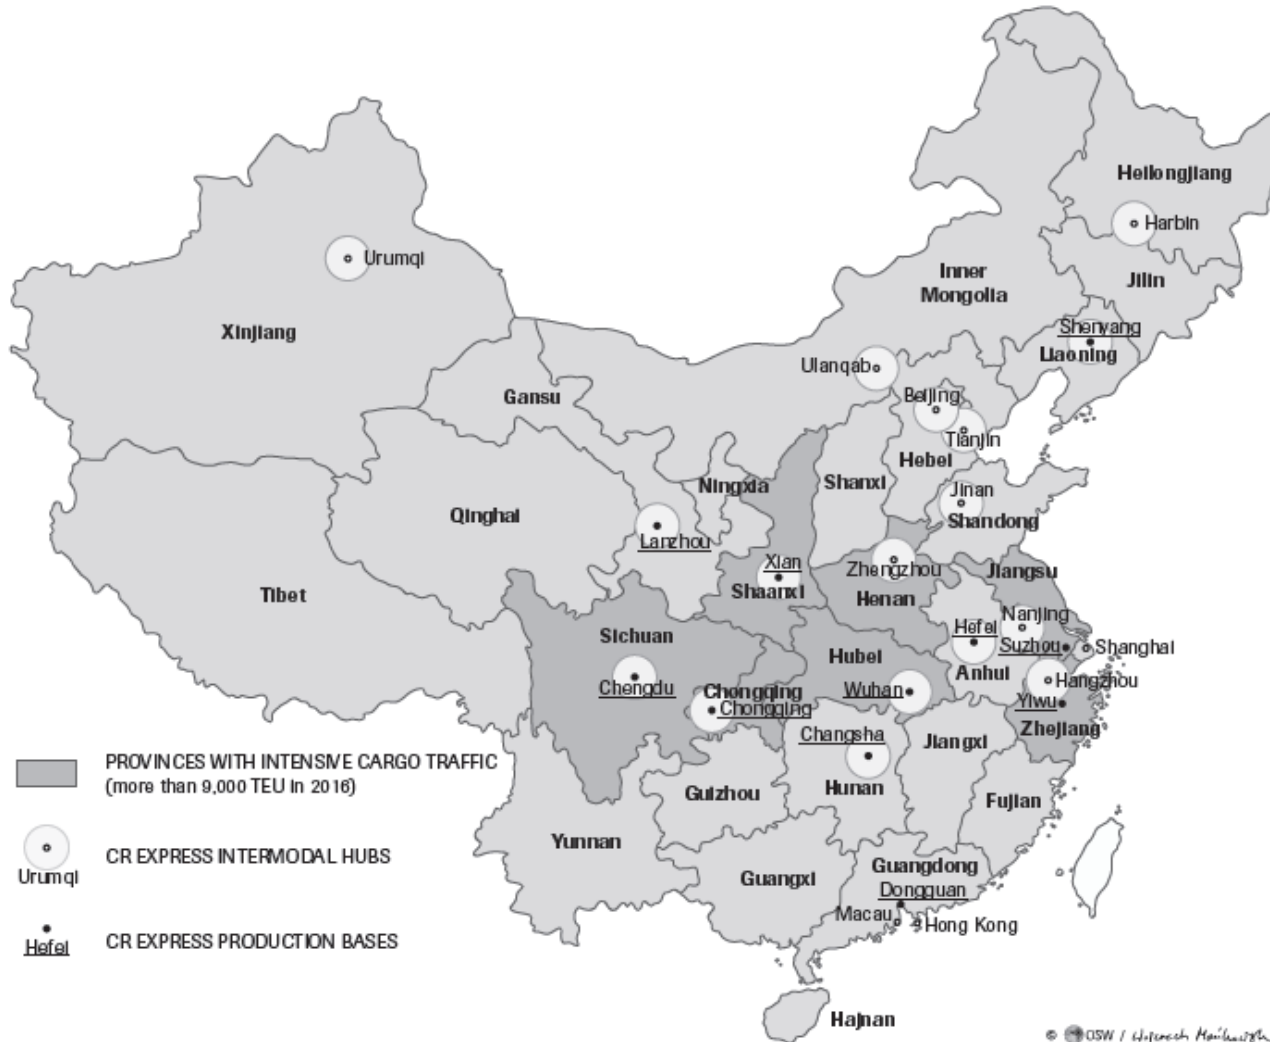 Heilongjiang
Harbin
Urumqi
Inner
Mongolia
Jilin
Xinjiang
Shenyang
Liaoning
Ulanqab
Gansu
Beijing
Tianjin
Hebei
Ningxia
Shanxi
Jinan
Shandong
Qinghai
Lanzhou
Xian
Zhengzhou
Jiangsu
Shaanxi
Henan
Tibet
Nanjing
Hefei
Sichuan
Suzhou
Shanghai
Hubei
Anhui
Hangzhou
Chengdu
Chongqing
Wuhan
Yiwu
Chongqing
Zhejiang
Changsha
Jiangxi
PROVINCES WITH INTENSIVE CARGO TRAFFIC
(more than 9,000 TEU in 2016)
Guizhou
Hunan
Fujian
Yunnan
CR EXPRESS INTERMODAL HUBS
Urumqi
Guangxi
Guangdong
Dongguan
Macau
Hong Kong
CR EXPRESS PRODUCTION BASES
Hefei
Hajnan
© OSW /